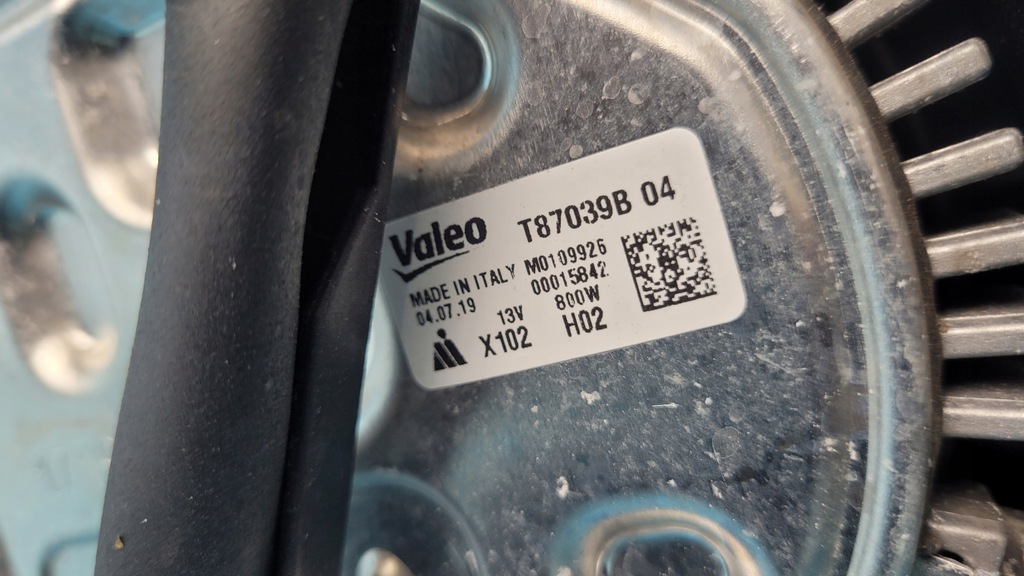 Valeo T87039B 04
MADE IN ITALY M0109926
04.07.19 13V 00015842
800W
X102 H02